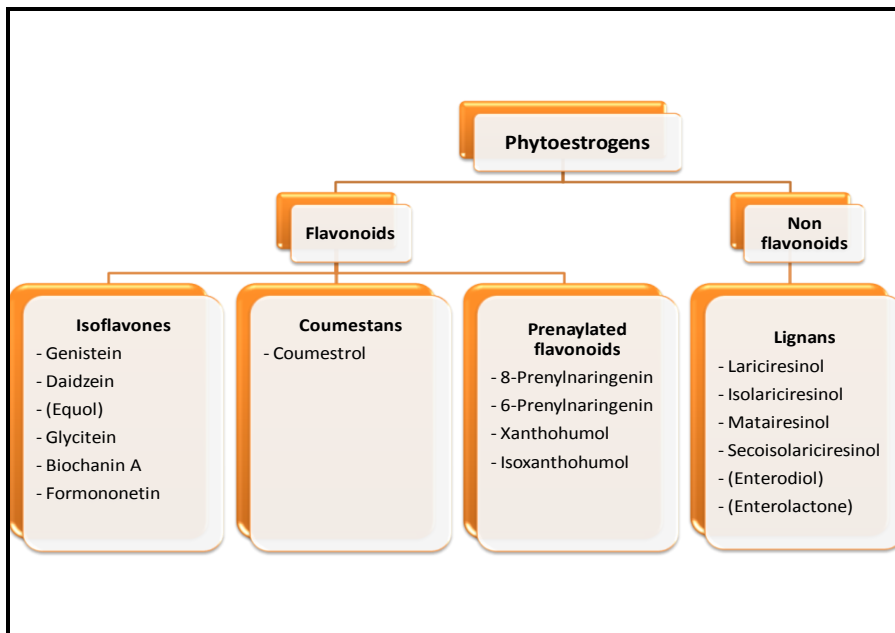 Phytoestrogens
Flavonoids
Non
flavonoids
Isoflavones
- Genistein
- Daidzein
- (Equol)
- Glycitein
- Biochanin A
- Formononetin
Coumestans
- Coumestrol
Prenaylated
flavonoids
- 8-Prenylnaringenin
- 6-Prenylnaringenin
- Xanthohumol
- Isoxanthohumol
Lignans
- Lariciresinol
- Isolariciresinol
- Matairesinol
- Secoisolariciresinol
- (Enterodiol)
- (Enterolactone)